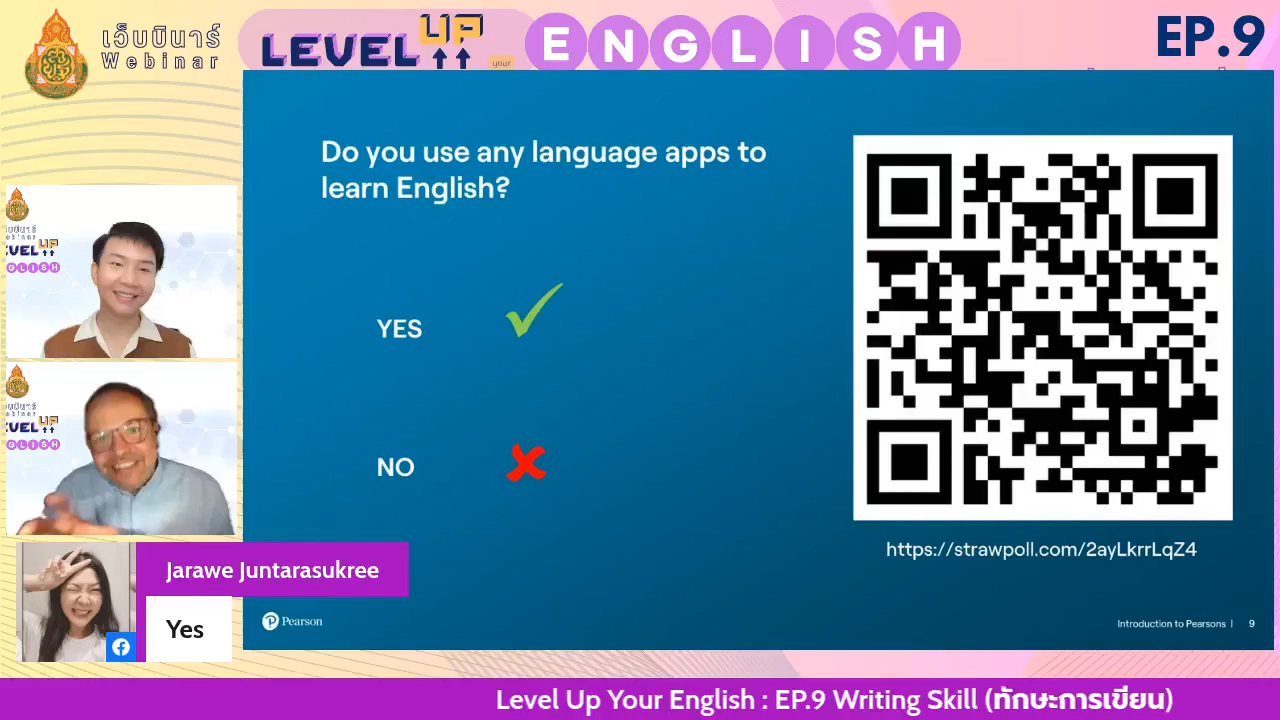 เว็บบินาร์
Webinar
LEVEL UP
your
ENGLISH
EP.9
Do you use any language apps to
learn English?
YES
NO
https://strawpoll.com/2ayLkrrLqZ4
Jarawe Juntarasukree
Yes
Pearson
Introduction to Pearsons | 9
Level Up Your English : EP.9 Writing Skill (ทักษะการเขียน)